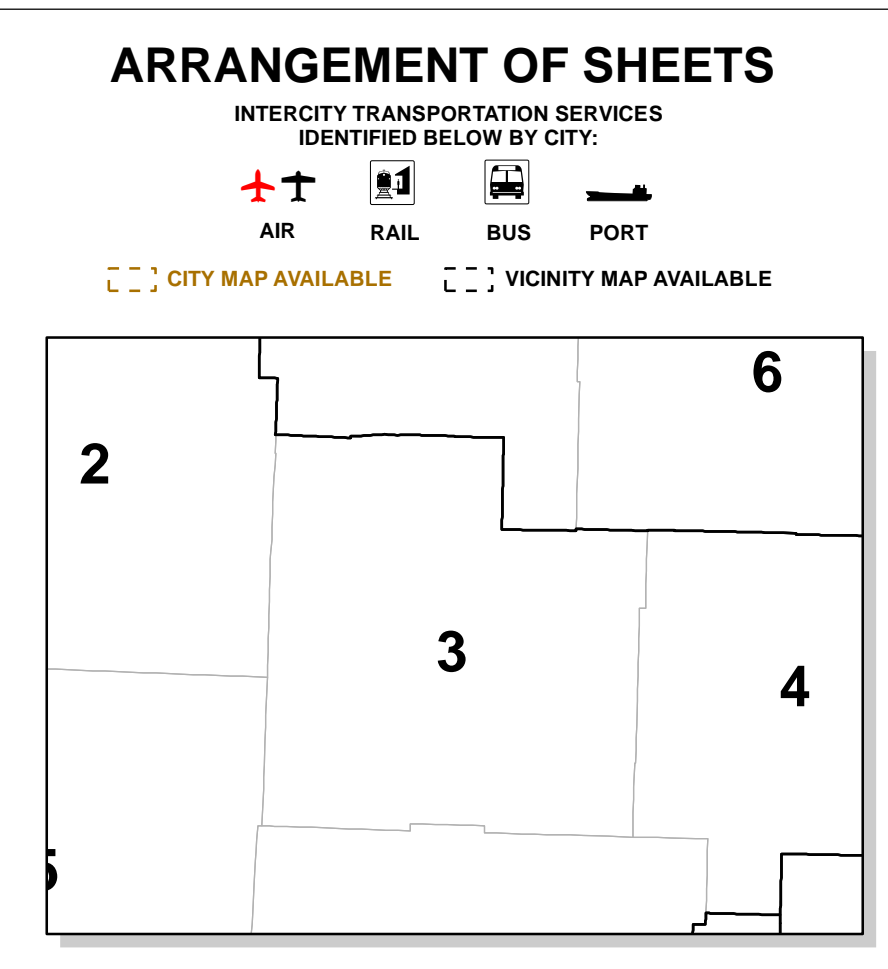 ARRANGEMENT OF SHEETS
INTERCITY TRANSPORTATION SERVICES
IDENTIFIED BELOW BY CITY:
AIR RAIL BUS PORT
CITY MAP AVAILABLE VICINITY MAP AVAILABLE
6
2
3
4
5